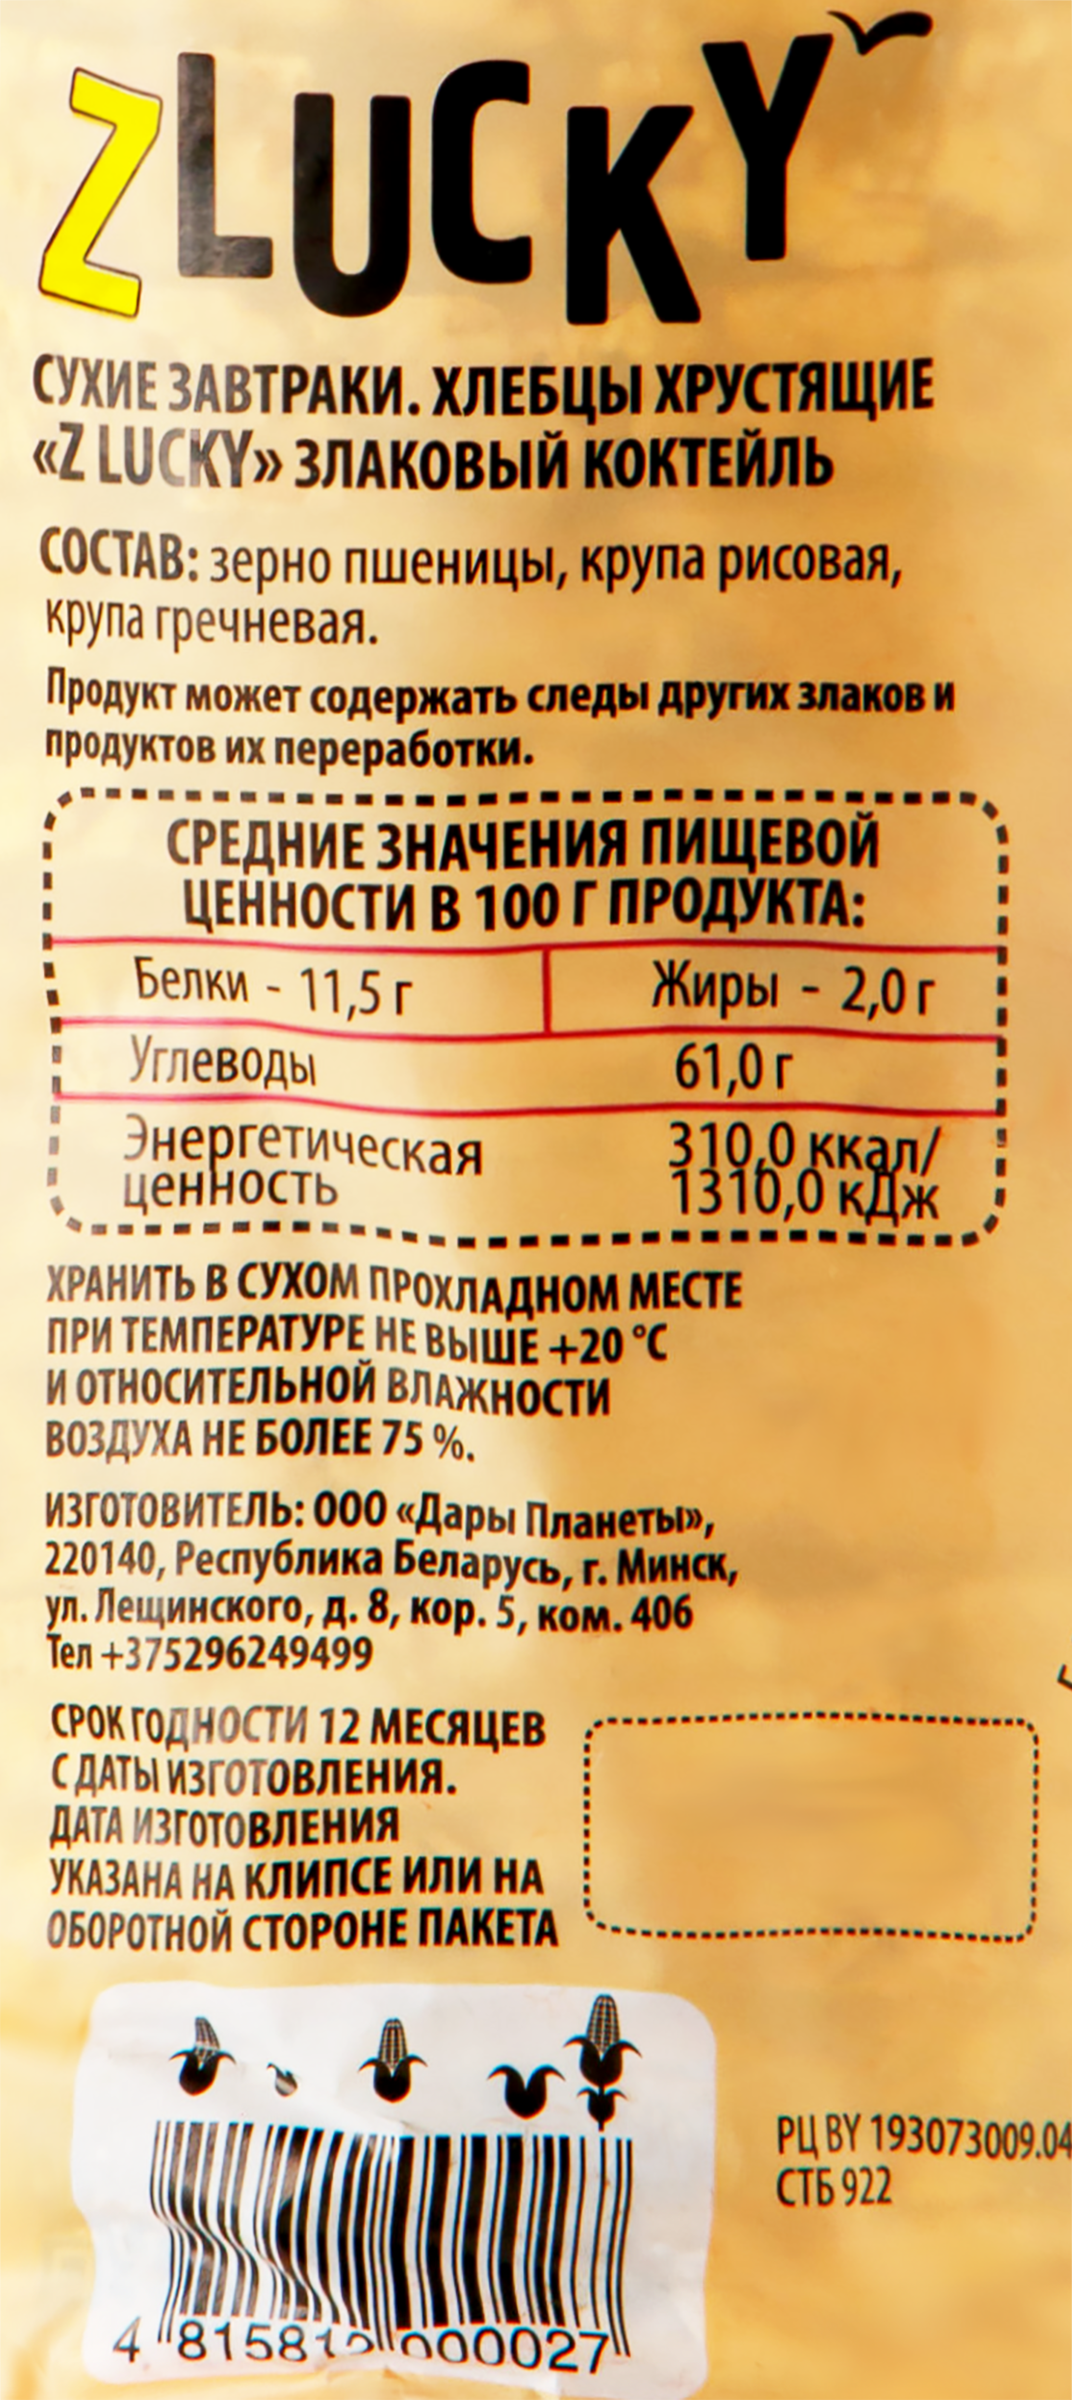 ZLUCKY
СУХИЕ ЗАВТРАКИ. ХЛЕБЦЫ ХРУСТЯЩИЕ
«Z LUCKY» ЗЛАКОВЫЙ КОКТЕЙЛЬ
СОСТАВ: зерно пшеницы, крупа рисовая,
крупа гречневая.
Продукт может содержать следы других злаков и
продуктов их переработки.
СРЕДНИЕ ЗНАЧЕНИЯ ПИЩЕВОЙ
ЦЕННОСТИ В 100 Г ПРОДУКТА:
Белки - 11,5 г Жиры - 2,0 г
Углеводы 61,0 г
Энергетическая 310,0 ккал/
ценность 1310,0 кДж
ХРАНИТЬ В СУХОМ ПРОХЛАДНОМ МЕСТЕ
ПРИ ТЕМПЕРАТУРЕ НЕ ВЫШЕ +20 °С
И ОТНОСИТЕЛЬНОЙ ВЛАЖНОСТИ
ВОЗДУХА НЕ БОЛЕЕ 75 %.
ИЗГОТОВИТЕЛЬ: ООО «Дары Планеты»,
220140, Республика Беларусь, г. Минск,
ул. Лещинского, д. 8, кор. 5, ком. 406
Тел +375296249499
СРОК ГОДНОСТИ 12 МЕСЯЦЕВ
С ДАТЫ ИЗГОТОВЛЕНИЯ.
ДАТА ИЗГОТОВЛЕНИЯ
УКАЗАНА НА КЛИПСЕ ИЛИ НА
ОБОРОТНОЙ СТОРОНЕ ПАКЕТА
РЦ BY 193073009.04
СТБ 922
4 815812 000027